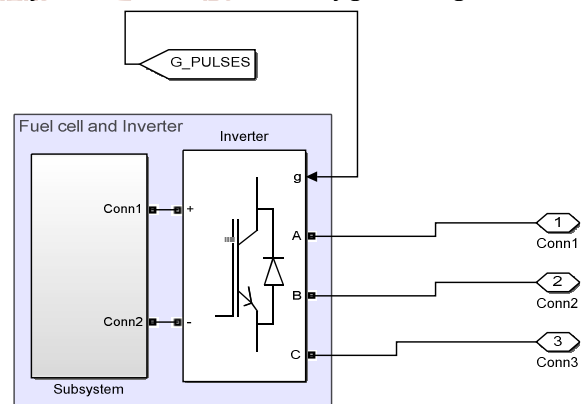 G_PULSES
Fuel cell and Inverter
Inverter
g
Conn1
+
A
1
Conn1
B
2
Conn2
Conn2
-
C
3
Conn3
Subsystem